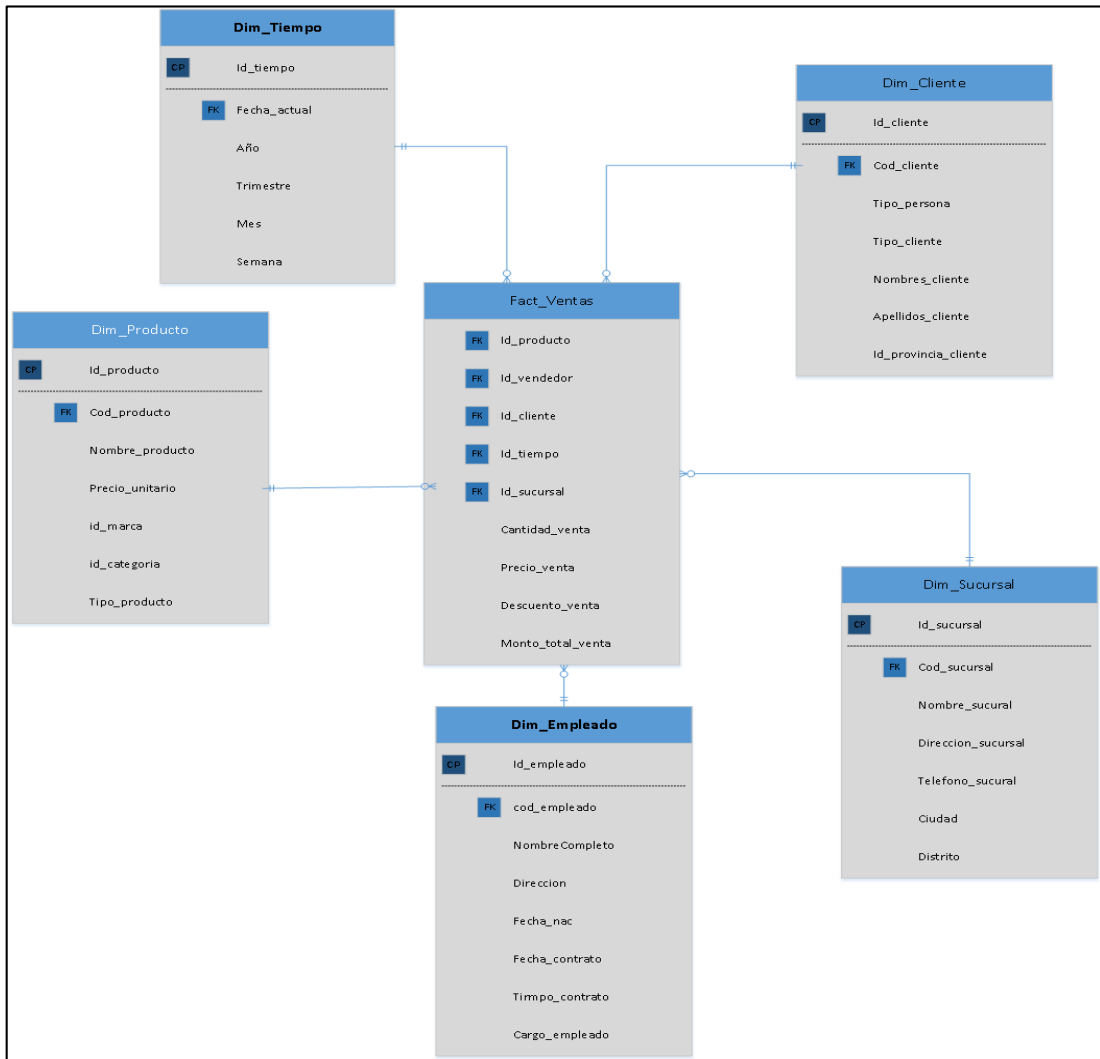 Dim_Tiempo
CP Id_tiempo
FK Fecha_actual
Año
Trimestre
Mes
Semana
Dim_Cliente
CP Id_cliente
FK Cod_cliente
Tipo_persona
Tipo_cliente
Nombres_cliente
Apellidos_cliente
Id_provincia_cliente
Dim_Producto
CP Id_producto
FK Cod_producto
Nombre_producto
Precio_unitario
id_marca
id_categoria
Tipo_producto
Fact_Ventas
FK Id_producto
FK Id_vendedor
FK Id_cliente
FK Id_tiempo
FK Id_sucursal
Cantidad_venta
Precio_venta
Descuento_venta
Monto_total_venta
Dim_Sucursal
CP Id_sucursal
FK Cod_sucursal
Nombre_sucural
Direccion_sucursal
Telefono_sucural
Ciudad
Distrito
Dim_Empleado
CP Id_empleado
FK cod_empleado
NombreCompleto
Direccion
Fecha_nac
Fecha_contrato
Tirmpo_contrato
Cargo_empleado